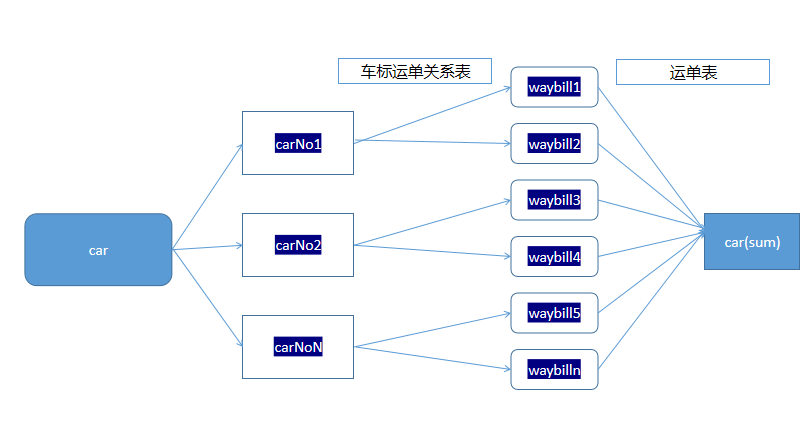 车标运单关系表
运单表
waybill1
carNo1
waybill2
waybill3
car
carNo2
car(sum)
waybill4
waybill5
carNoN
waybilln